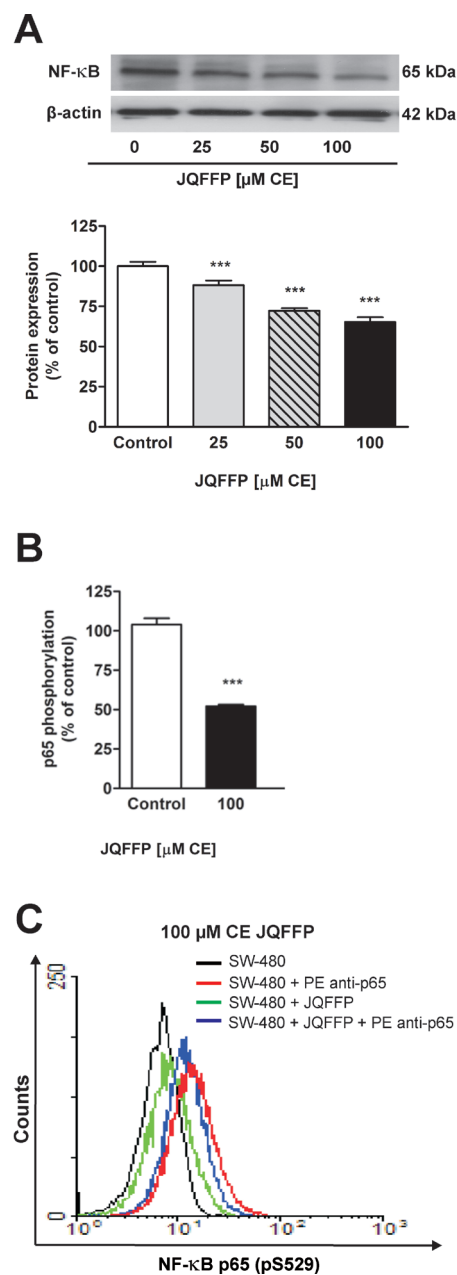 A
NF-κB 65 kDa
β-actin 42 kDa
0 25 50 100
JQFFP [µM CE]
Protein expression
(% of control)
125
100
75
50
25
0
*** *** ***
Control 25 50 100
JQFFP [µM CE]
B
p65 phosphorylation
(% of control)
125
100
75
50
25
0
***
Control 100
JQFFP [µM CE]
C
100 µM CE JQFFP
SW-480
SW-480 + PE anti-p65
SW-480 + JQFFP
SW-480 + JQFFP + PE anti-p65
Counts
250
0
10⁰ 10¹ 10² 10³
NF-κB p65 (pS529)